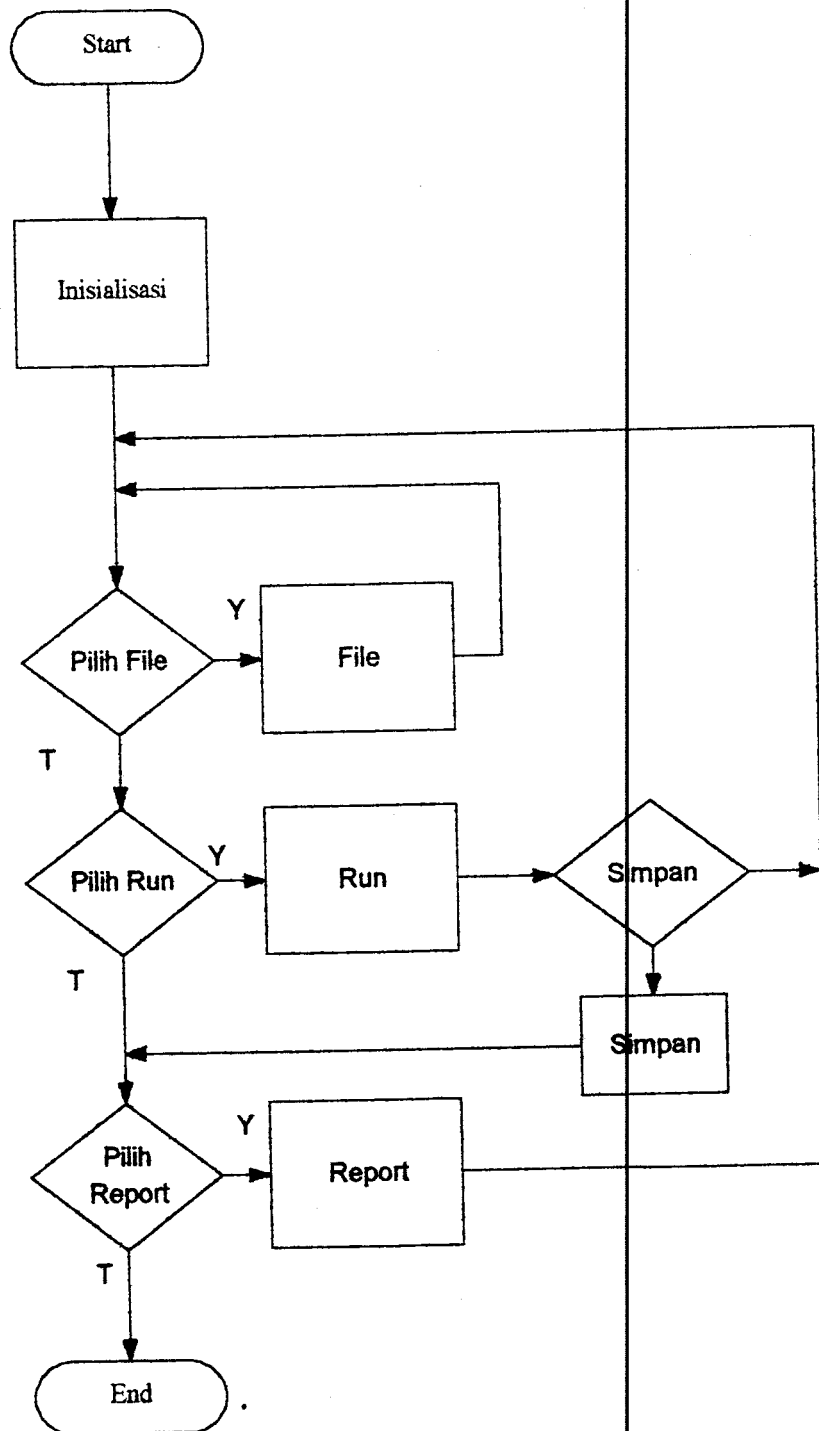 Start
Inisialisasi
Y
Pilih File
File
T
Y
Pilih Run
Run
Simpan
T
Simpan
Y
Pilih
Report
Report
T
End
.